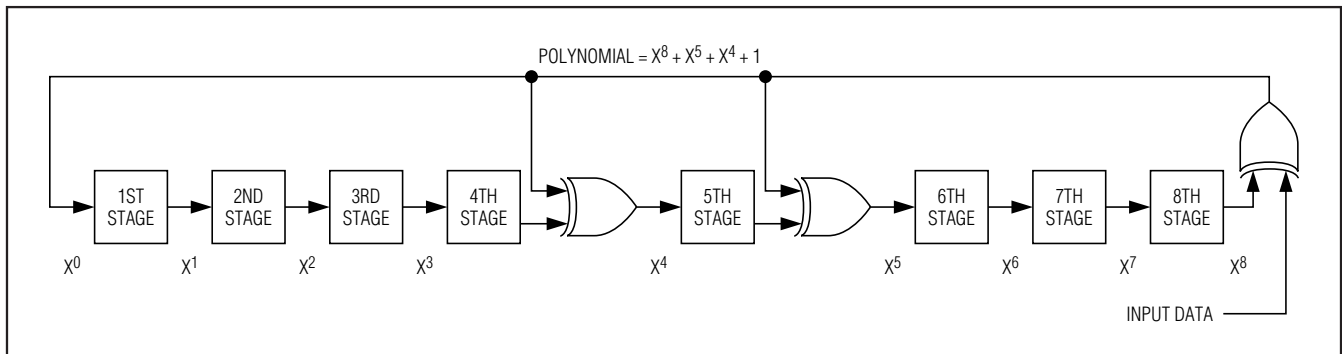 POLYNOMIAL = X⁸ + X⁵ + X⁴ + 1
1ST
STAGE
2ND
STAGE
3RD
STAGE
4TH
STAGE
5TH
STAGE
6TH
STAGE
7TH
STAGE
8TH
STAGE
X⁰ X¹ X² X³ X⁴ X⁵ X⁶ X⁷ X⁸
INPUT DATA